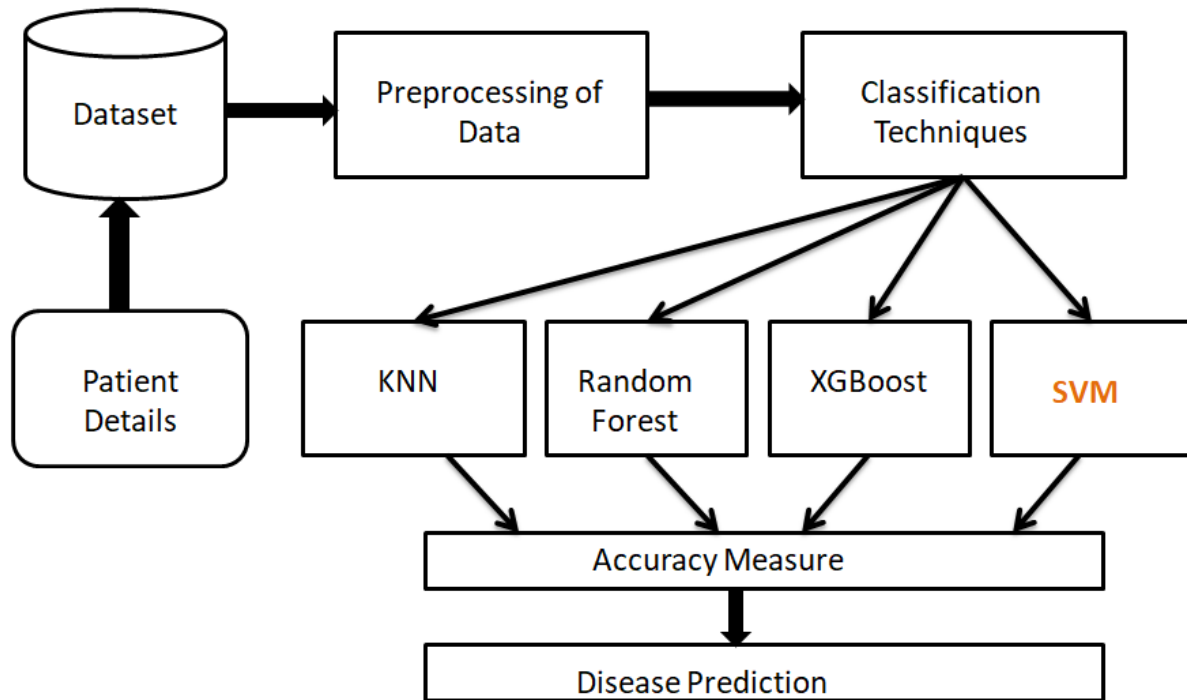 Dataset
Preprocessing of
Data
Classification
Techniques
Patient
Details
KNN
Random
Forest
XGBoost
SVM
Accuracy Measure
Disease Prediction